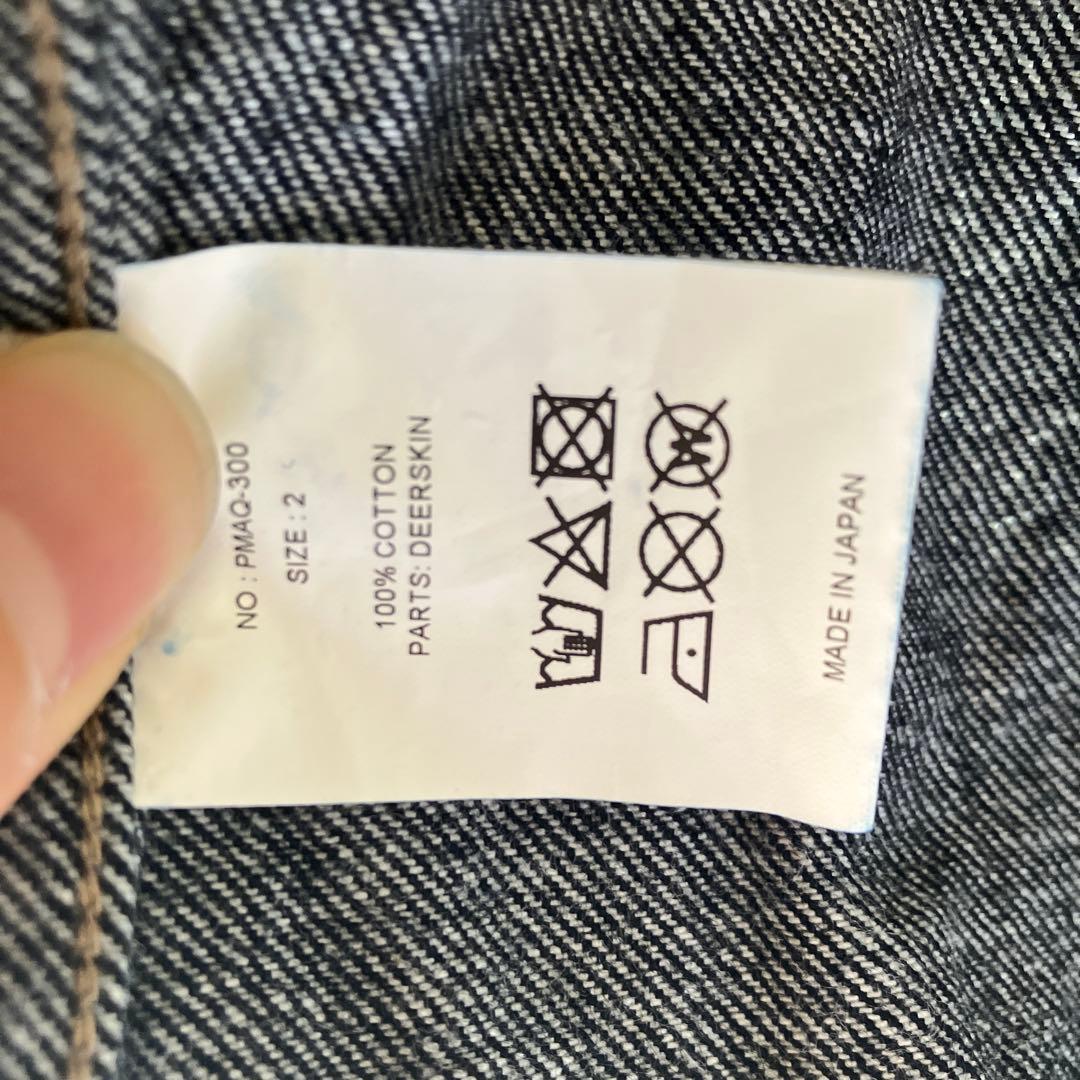 NO : PMAQ-300
SIZE : 2
100% COTTON
PARTS: DEERSKIN
W
MADE IN JAPAN